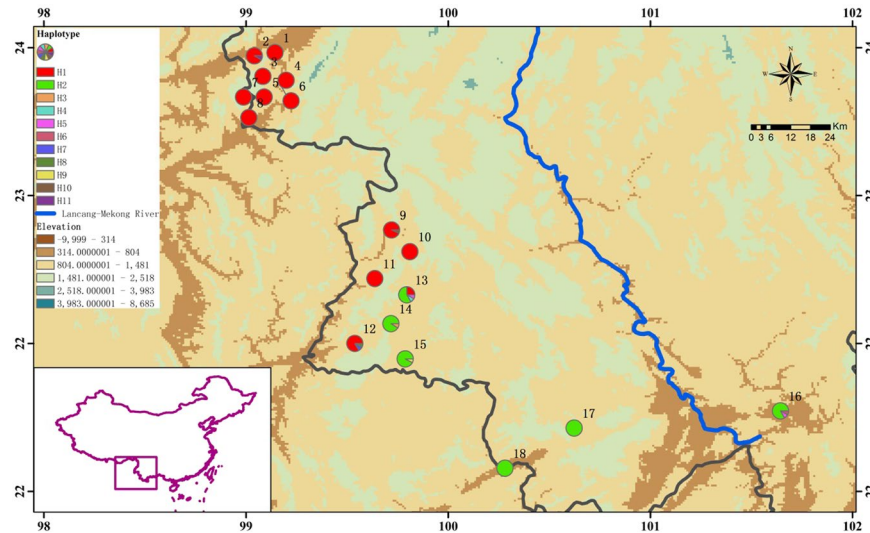 98
99
100
101
102
24
24
23
23
22
22
22
22
Haplotype
H1
H2
H3
H4
H5
H6
H7
H8
H9
H10
H11
Lancang-Mekong River
Elevation
-9,999 - 314
314.0000001 - 804
804.0000001 - 1,481
1,481.000001 - 2,518
2,518.000001 - 3,983
3,983.000001 - 8,685
1
2
3
4
5
6
7
8
9
10
11
12
13
14
15
16
17
18
N
W E
S
Km
0 3 6 12 18 24
98
99
100
101
102